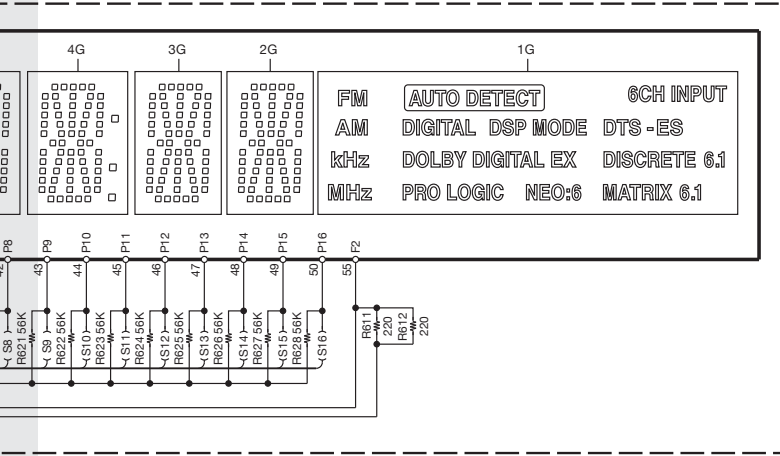 4G 3G 2G 1G
FM AUTO DETECT 6CH INPUT
AM DIGITAL DSP MODE DTS-ES
kHz DOLBY DIGITAL EX DISCRETE 6.1
MHz PRO LOGIC NEO:6 MATRIX 6.1
P8 P9 P10 P11 P12 P13 P14 P15 P16 F2
42 43 44 45 46 47 48 49 50 55
S8 R621 56K S9 R622 56K S10 R623 56K S11 R624 56K S12 R625 56K S13 R626 56K S14 R627 56K S15 R628 56K S16
R611 220 R612 220